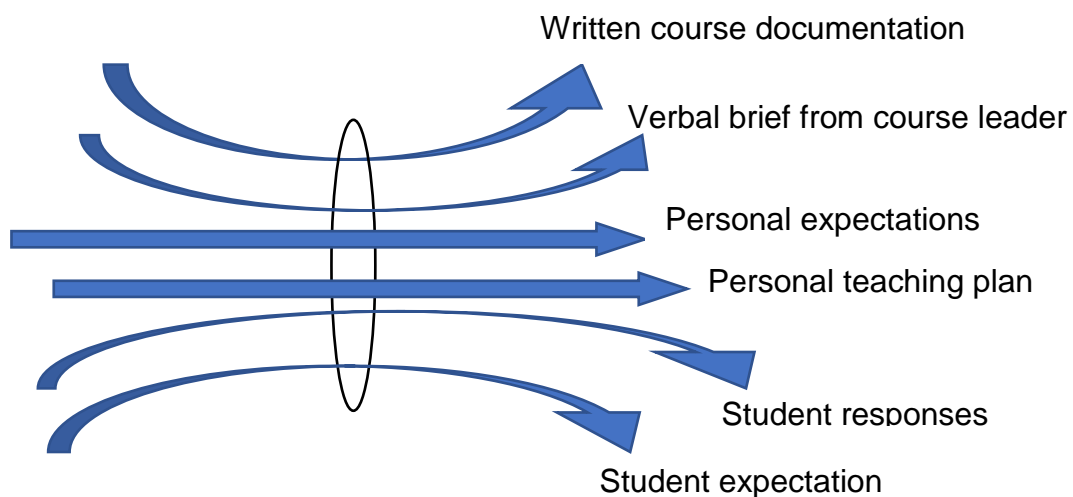 Written course documentation
Verbal brief from course leader
Personal expectations
Personal teaching plan
Student responses
Student expectation